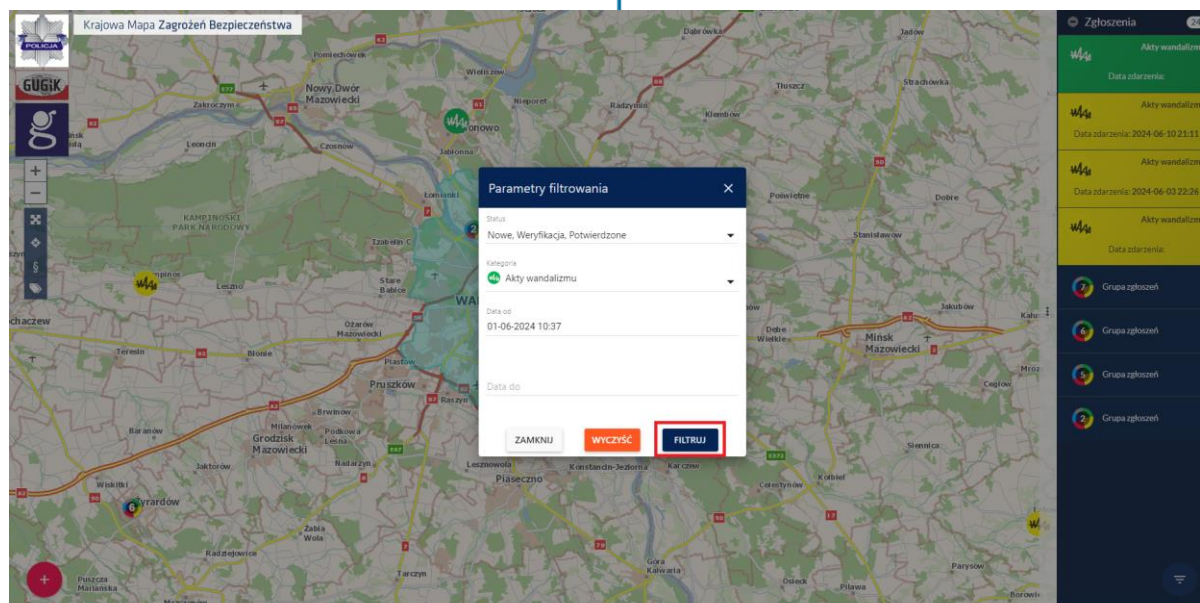 Krajowa Mapa Zagrożeń Bezpieczeństwa
POLICJA
GUGiK
Parametry filtrowania
Status
Nowe, Weryfikacja, Potwierdzone
Kategoria
Akty wandalizmu
Data od
01-06-2024 10:37
Data do
ZAMKNIJ
WYCZYŚĆ
FILTRUJ
Zgłoszenia
Akty wandalizm
Data zdarzenia:
Akty wandalizm
Data zdarzenia: 2024-06-10 21:11
Akty wandalizm
Data zdarzenia: 2024-06-03 22:26
Akty wandalizm
Data zdarzenia:
7 Grupa zgłoszeń
6 Grupa zgłoszeń
5 Grupa zgłoszeń
2 Grupa zgłoszeń
Dąbrówka
Jadów
Pomiechówek
Wieliszew
Nowy Dwór
Mazowiecki
Zakroczym
Nieporęt
Radzymin
Tłuszcz
Strachówka
Klembów
Leoncin
Czosnów
Jabłonna
Łomianki
Poświętne
Dobre
KAMPINOSKI
PARK NARODOWY
Izabelin C
Stanisławów
Leszno
Stare
Babice
Jakubów
Ożarów
Mazowiecki
Dębe
Wielkie
Mińsk
Mazowiecki
Teresin
Błonie
Piastów
Pruszków
Raszyn
Cegłów
Brwinów
Baranów
Milanówek
Podkowa
Leśna
Grodzisk
Mazowiecki
Nadarzyn
Jaktorów
Lesznowola
Piaseczno
Konstancin-Jeziorna
Karczew
Celestynów
Kołbiel
Siennica
Wiskitki
Żabia
Wola
Radziejowice
Tarczyn
Góra
Kalwaria
Osieck
Pilawa
Parysów
Puszcza
Mariańska